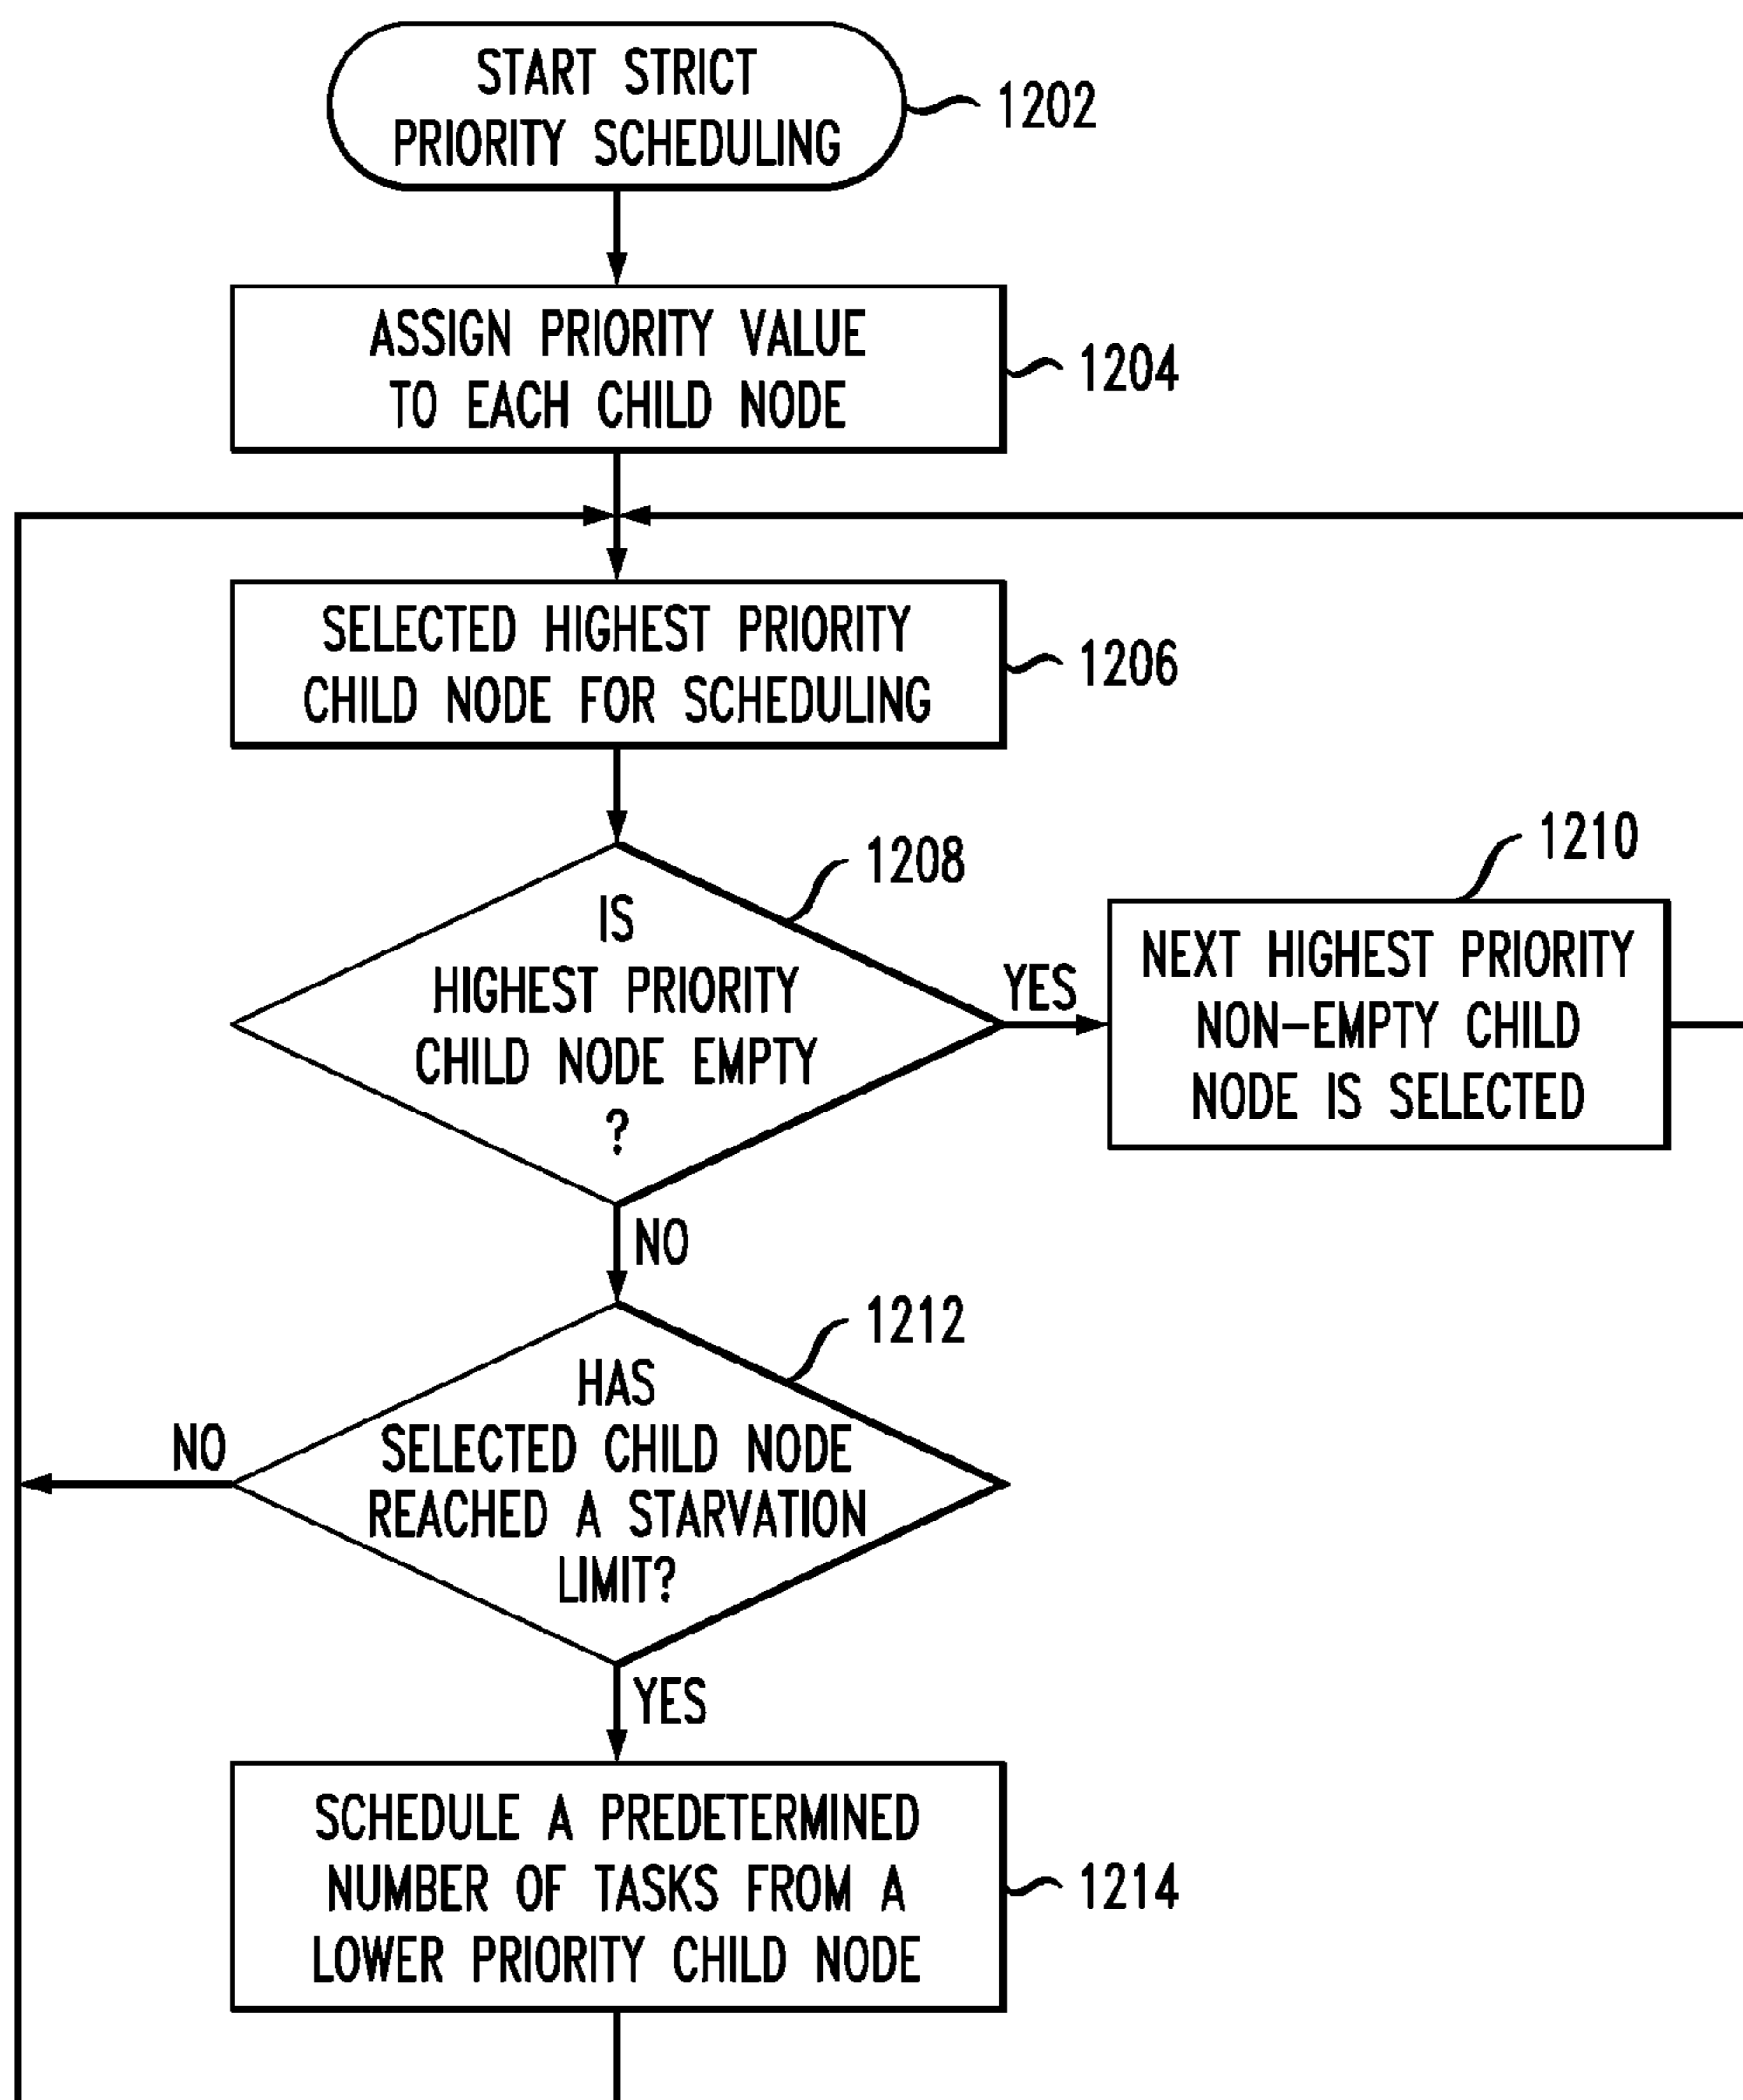 START STRICT
PRIORITY SCHEDULING
1202
ASSIGN PRIORITY VALUE
TO EACH CHILD NODE
1204
SELECTED HIGHEST PRIORITY
CHILD NODE FOR SCHEDULING
1206
IS
HIGHEST PRIORITY
CHILD NODE EMPTY
?
1208
YES
NEXT HIGHEST PRIORITY
NON-EMPTY CHILD
NODE IS SELECTED
1210
NO
HAS
SELECTED CHILD NODE
REACHED A STARVATION
LIMIT?
1212
NO
YES
SCHEDULE A PREDETERMINED
NUMBER OF TASKS FROM A
LOWER PRIORITY CHILD NODE
1214